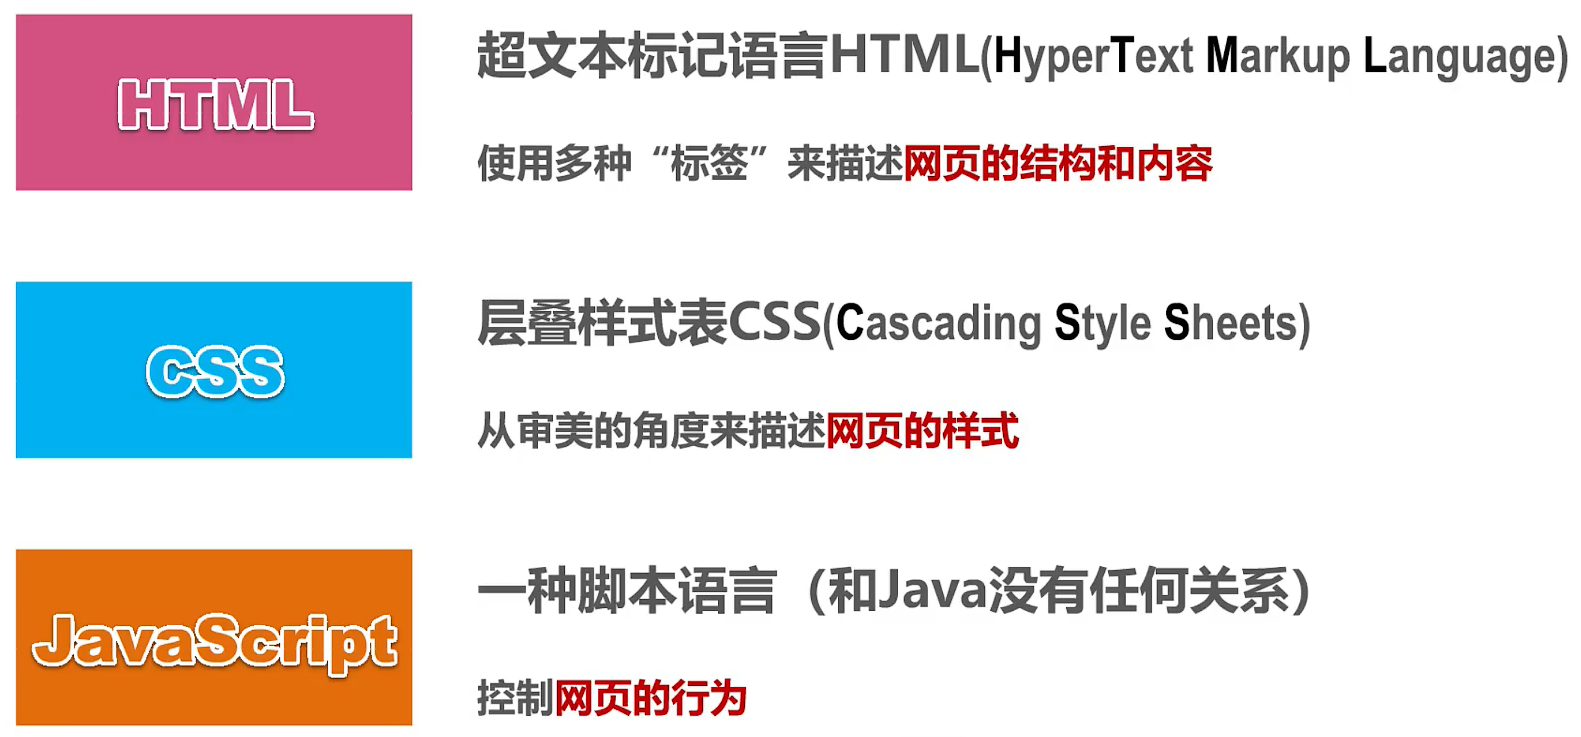 HTML
超文本标记语言HTML(HyperText Markup Language)
使用多种“标签”来描述网页的结构和内容
CSS
层叠样式表CSS(Cascading Style Sheets)
从审美的角度来描述网页的样式
JavaScript
一种脚本语言（和Java没有任何关系）
控制网页的行为